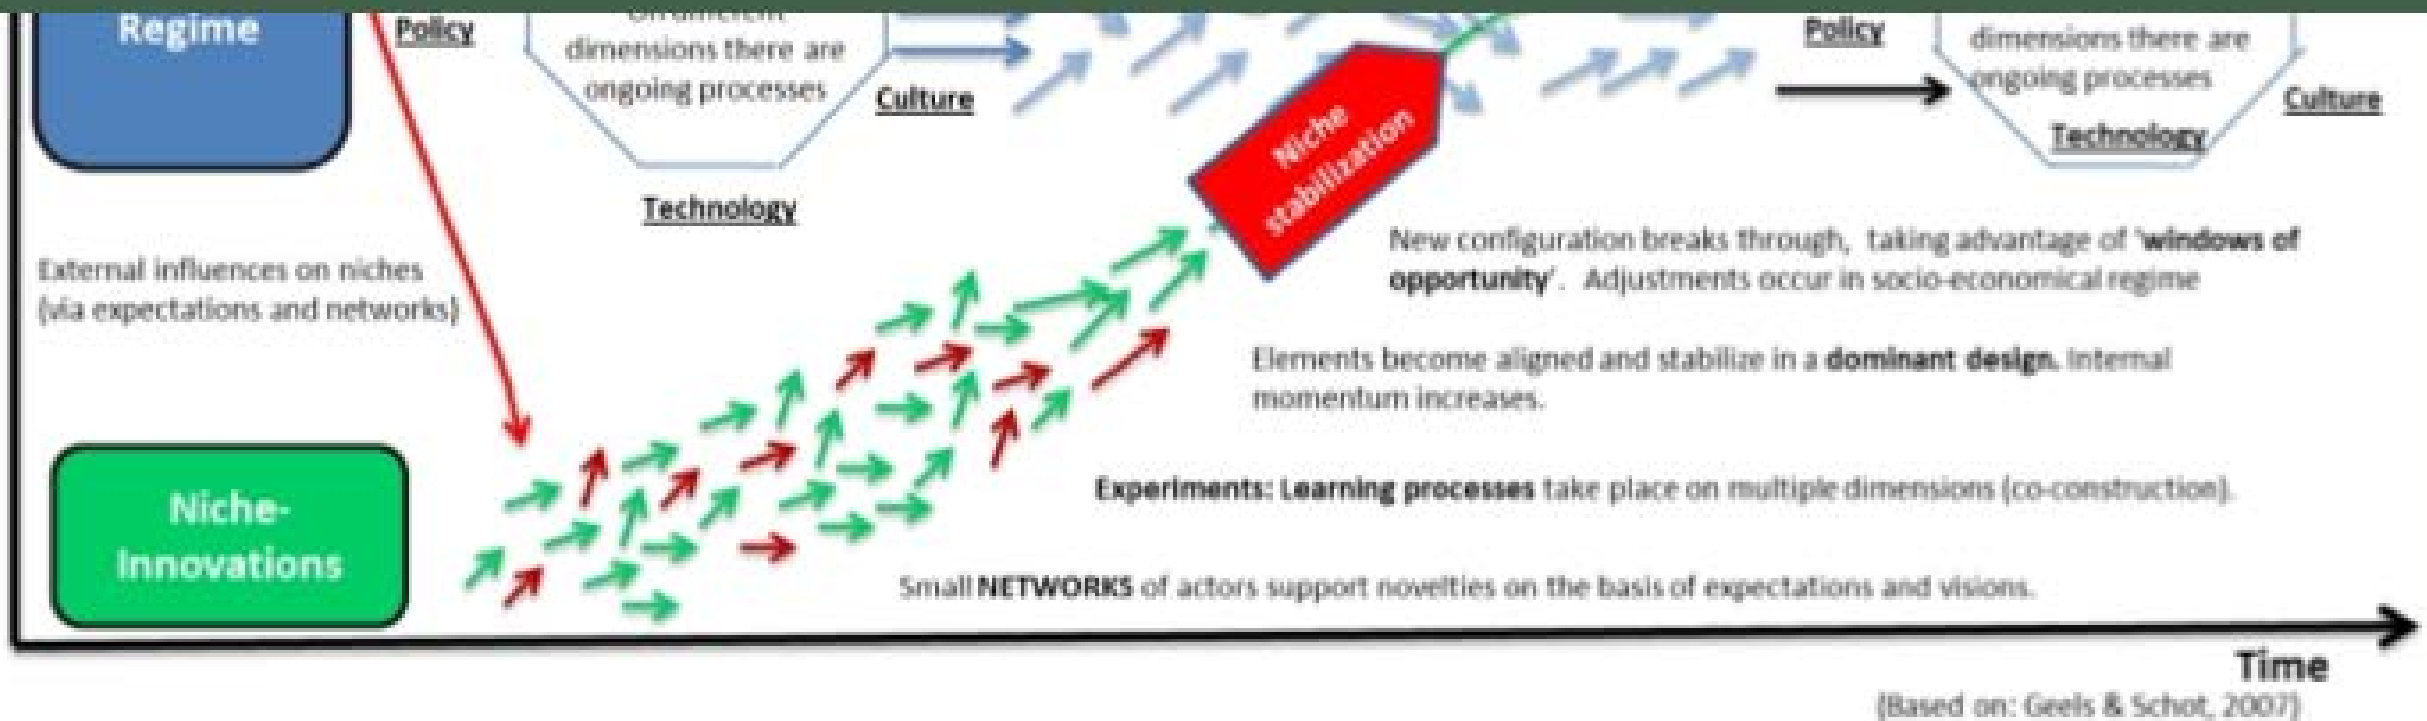 Regime
Policy
On different
dimensions there are
ongoing processes
Culture
Technology
Policy
dimensions there are
ongoing processes
Technology
Culture
Niche
stabilization
External influences on niches
(via expectations and networks)
New configuration breaks through, taking advantage of 'windows of
opportunity'. Adjustments occur in socio-economical regime
Elements become aligned and stabilize in a dominant design. Internal
momentum increases.
Experiments: Learning processes take place on multiple dimensions (co-construction).
Niche-
Innovations
Small NETWORKS of actors support novelties on the basis of expectations and visions.
Time
(Based on: Geels & Schot, 2007)